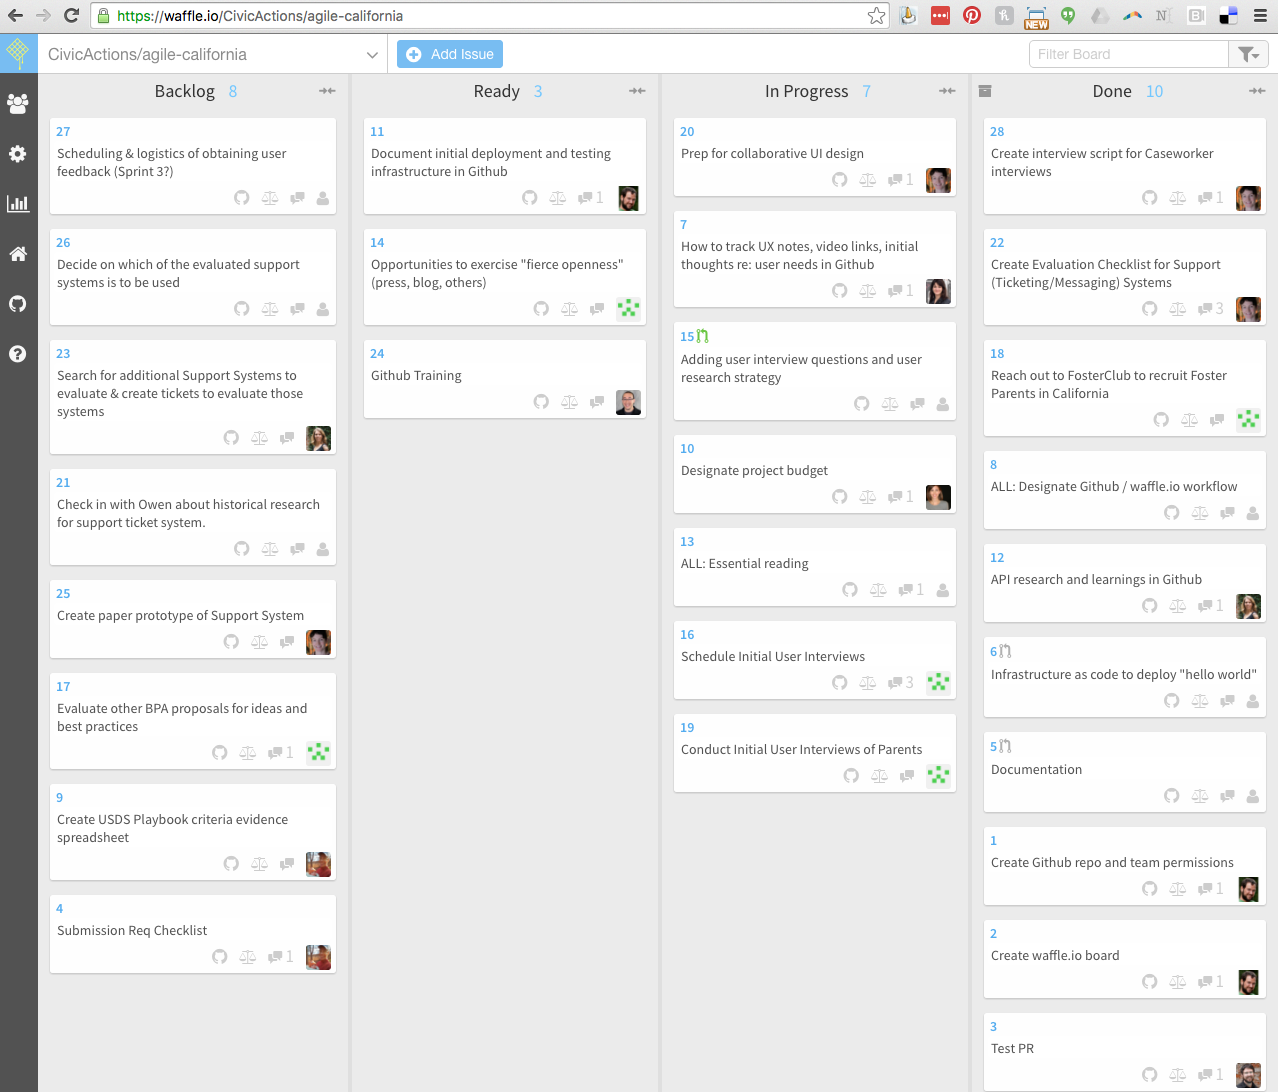 https://waffle.io/CivicActions/agile-california
NEW
CivicActions/agile-california
Add Issue
Filter Board
Backlog 8
27
Scheduling & logistics of obtaining user
feedback (Sprint 3?)
26
Decide on which of the evaluated support
systems is to be used
23
Search for additional Support Systems to
evaluate & create tickets to evaluate those
systems
21
Check in with Owen about historical research
for support ticket system.
25
Create paper prototype of Support System
17
Evaluate other BPA proposals for ideas and
best practices
1
9
Create USDS Playbook criteria evidence
spreadsheet
4
Submission Req Checklist
1
Ready 3
11
Document initial deployment and testing
infrastructure in Github
1
14
Opportunities to exercise "fierce openness"
(press, blog, others)
24
Github Training
In Progress 7
20
Prep for collaborative UI design
1
7
How to track UX notes, video links, initial
thoughts re: user needs in Github
1
15
Adding user interview questions and user
research strategy
10
Designate project budget
1
13
ALL: Essential reading
1
16
Schedule Initial User Interviews
3
19
Conduct Initial User Interviews of Parents
Done 10
28
Create interview script for Caseworker
interviews
1
22
Create Evaluation Checklist for Support
(Ticketing/Messaging) Systems
3
18
Reach out to FosterClub to recruit Foster
Parents in California
8
ALL: Designate Github / waffle.io workflow
12
API research and learnings in Github
1
6
Infrastructure as code to deploy "hello world"
5
Documentation
1
Create Github repo and team permissions
1
2
Create waffle.io board
1
3
Test PR
1